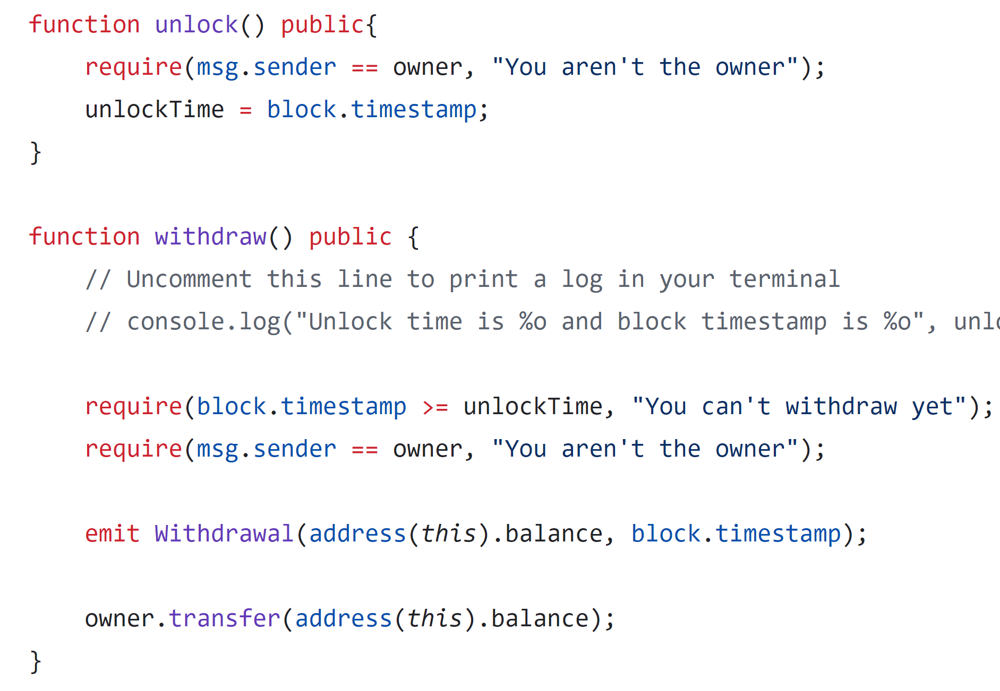 function unlock() public{
    require(msg.sender == owner, "You aren't the owner");
    unlockTime = block.timestamp;
}
function withdraw() public {
    // Uncomment this line to print a log in your terminal
    // console.log("Unlock time is %o and block timestamp is %o",
    require(block.timestamp >= unlockTime, "You can't withdraw yet");
    require(msg.sender == owner, "You aren't the owner");
    emit Withdrawal(address(this).balance, block.timestamp);
    owner.transfer(address(this).balance);
}